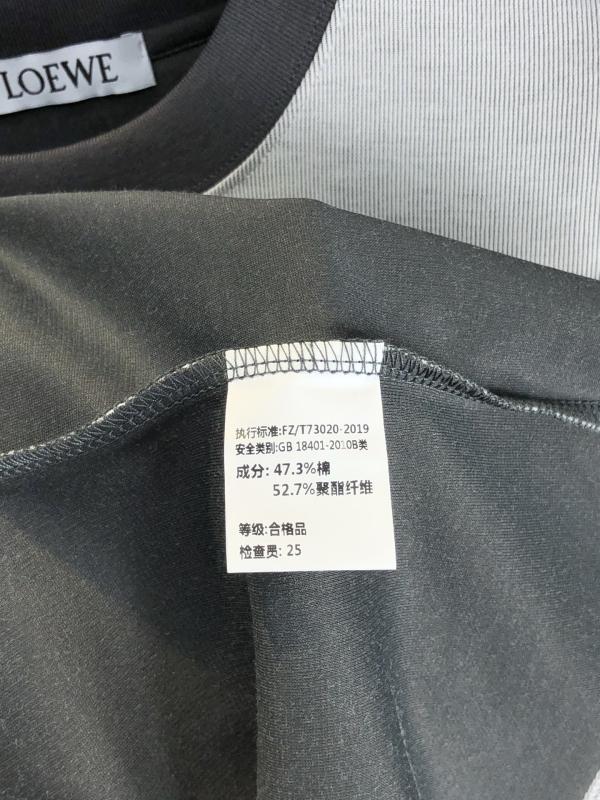 LOEWE
执行标准:FZ/T73020-2019
安全类别:GB 18401-2010B类
成分: 47.3%棉
52.7%聚酯纤维
等级:合格品
检查员: 25